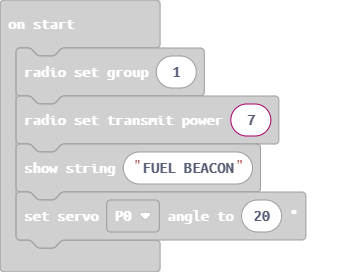 on start
radio set group 1
radio set transmit power 7
show string "FUEL BEACON"
set servo P0 angle to 20 °